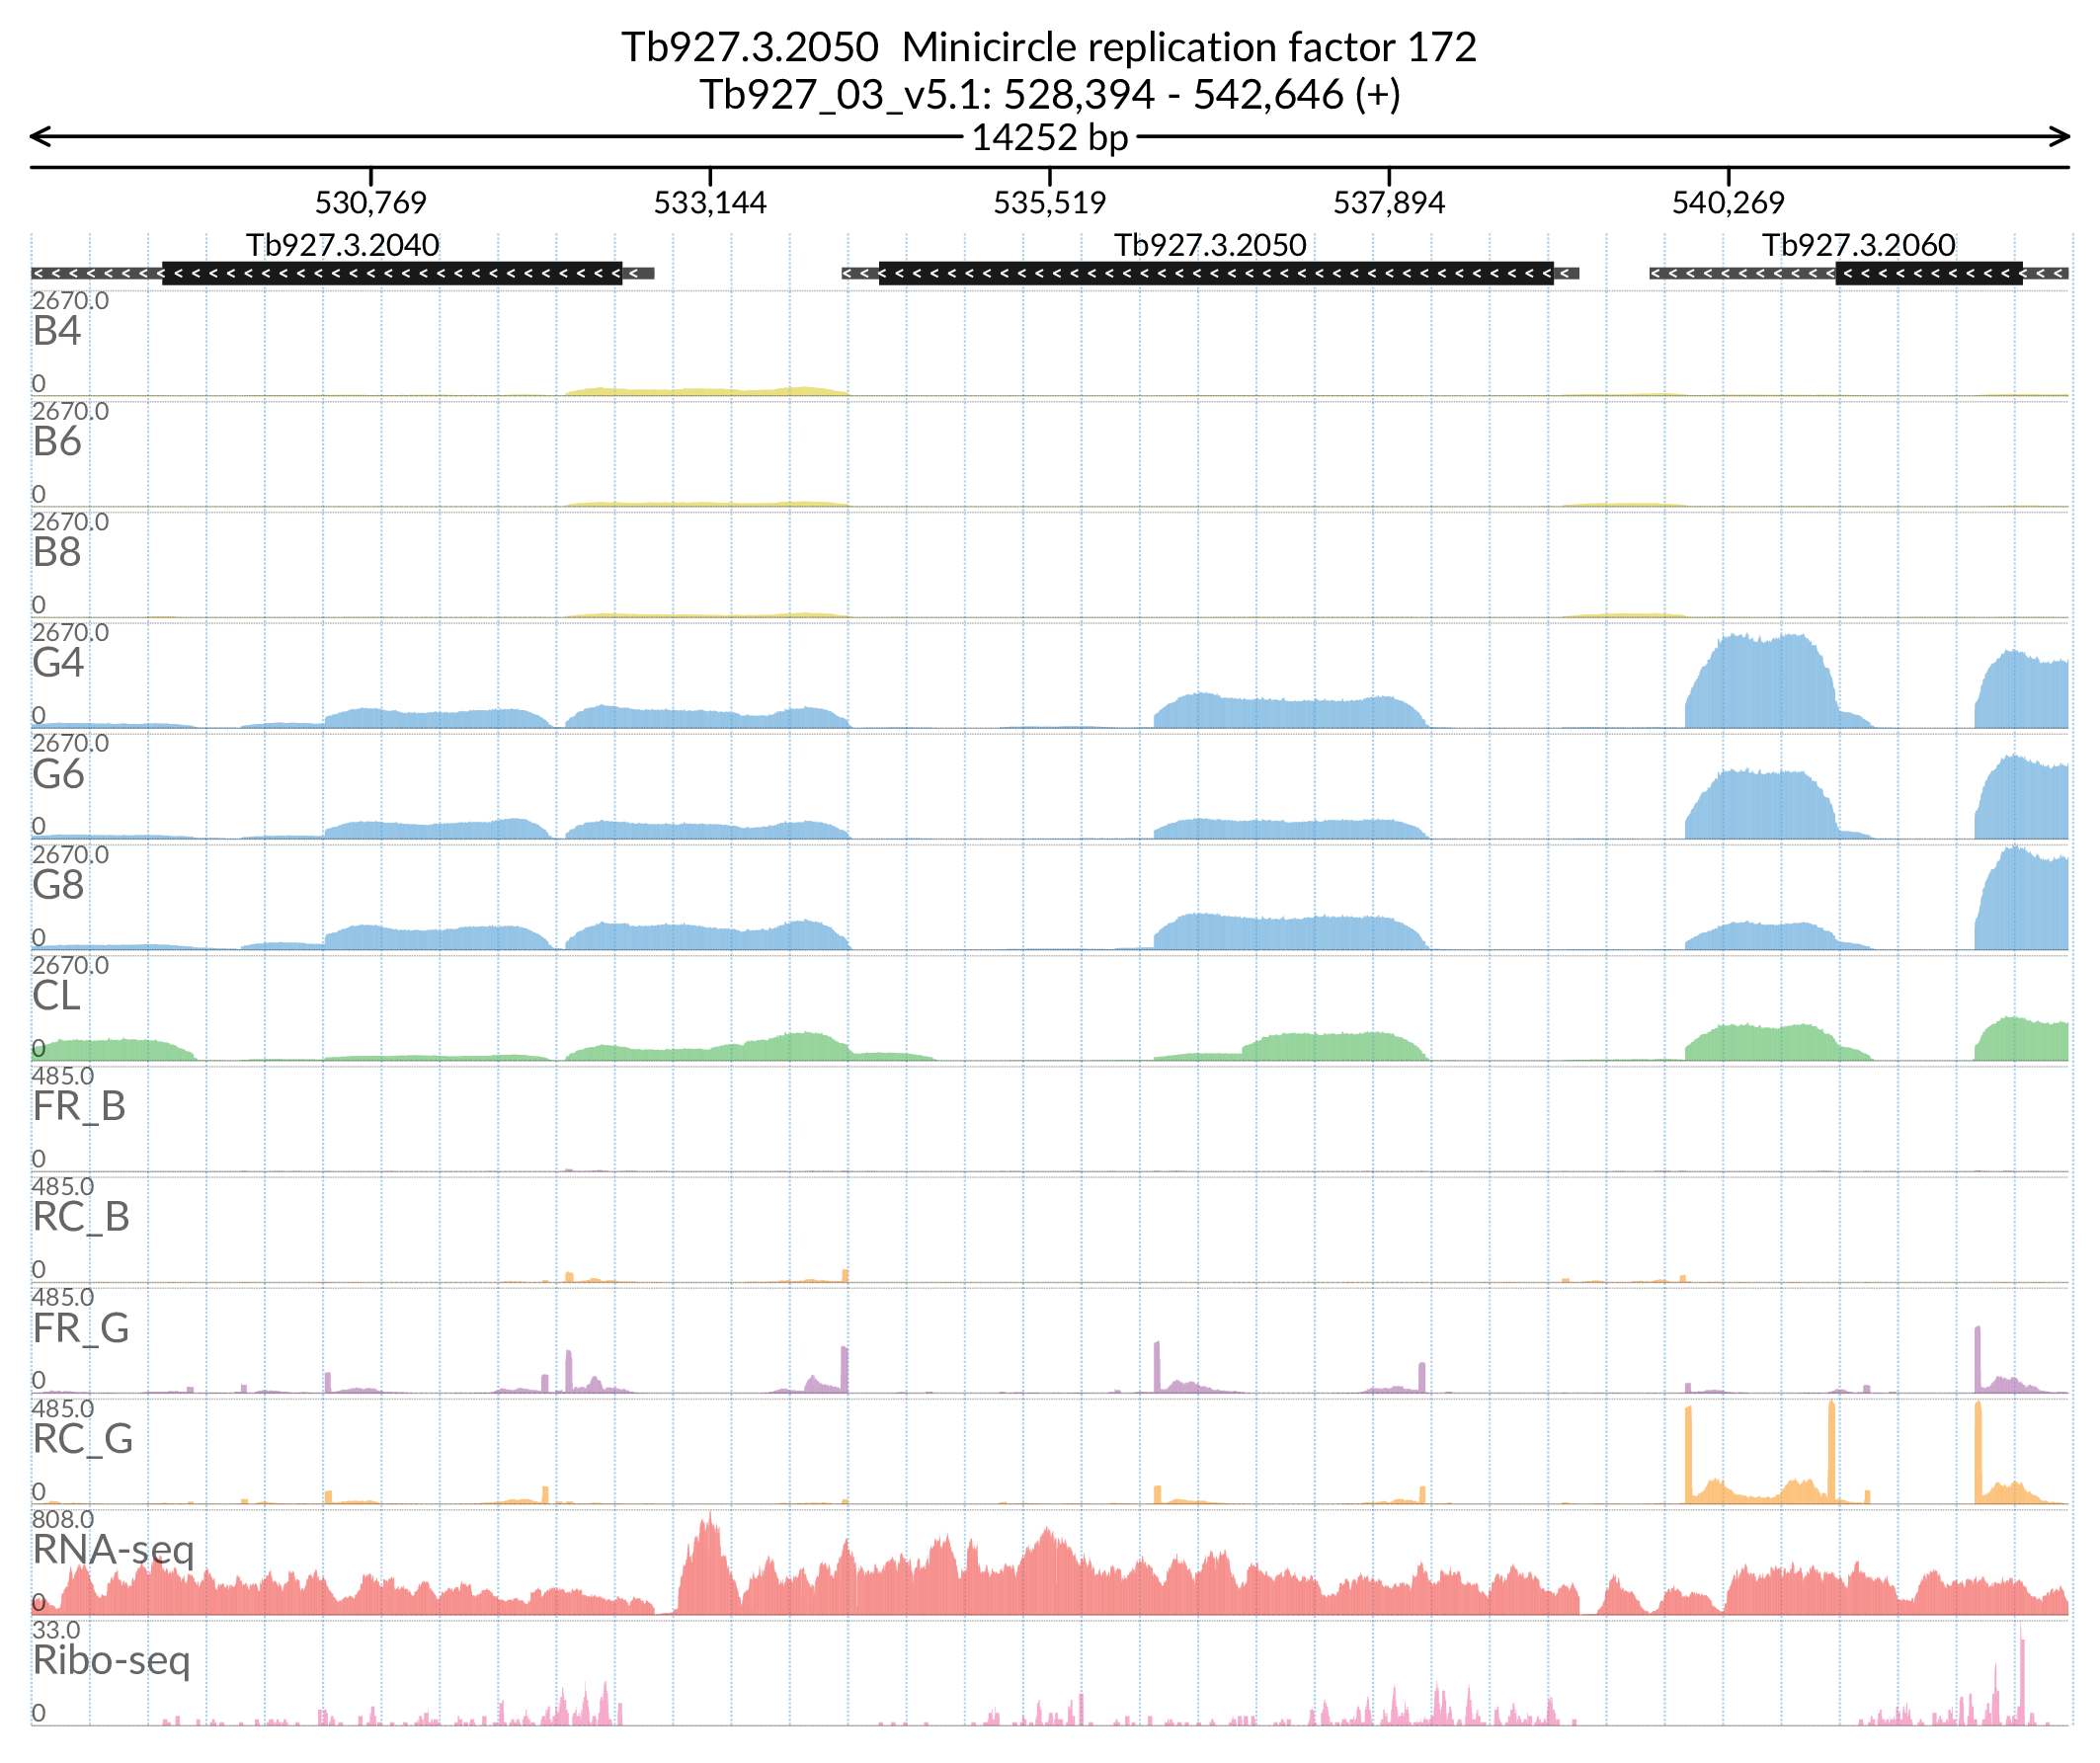 Tb927.3.2050  Minicircle replication factor 172
Tb927_03_v5.1: 528,394 - 542,646 (+)
14252 bp
530,769 533,144 535,519 537,894 540,269
Tb927.3.2040 Tb927.3.2050 Tb927.3.2060
2670.0
B4
0
2670.0
B6
0
2670.0
B8
0
2670.0
G4
0
2670.0
G6
0
2670.0
G8
0
2670.0
CL
0
485.0
FR_B
0
485.0
RC_B
0
485.0
FR_G
0
485.0
RC_G
0
808.0
RNA-seq
0
33.0
Ribo-seq
0